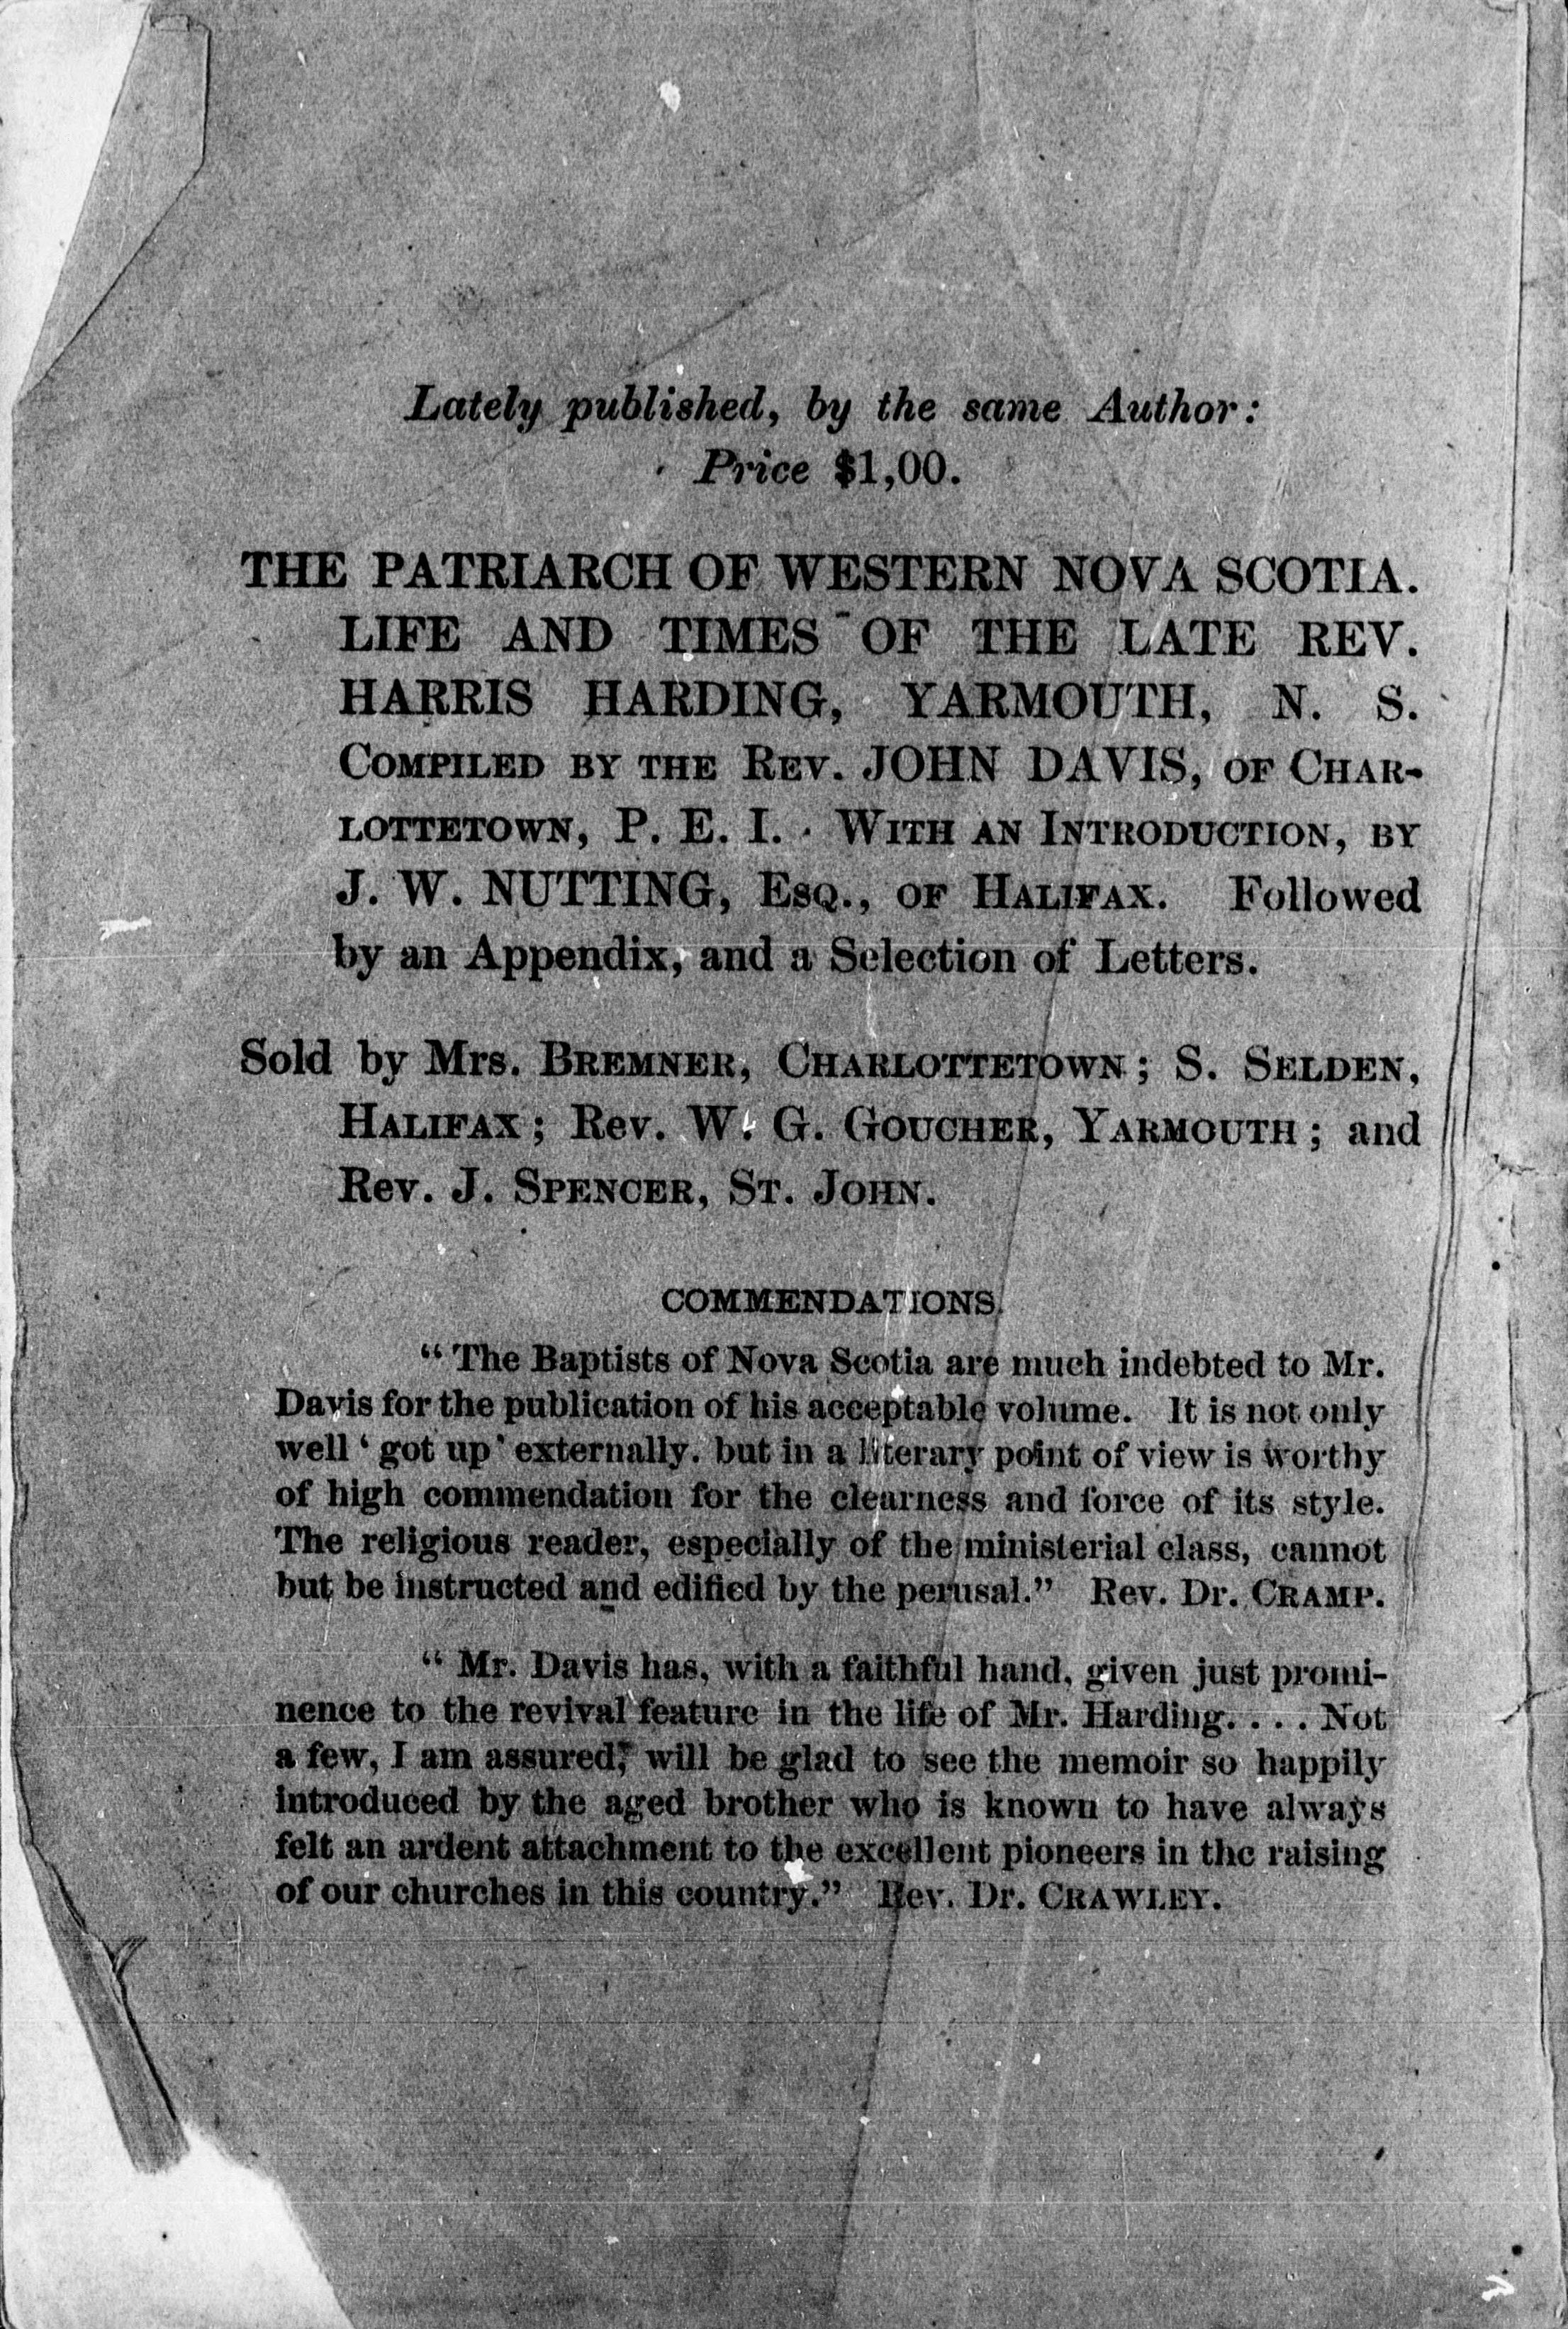 Lately published, by the same Author:
Price $1,00.
THE PATRIARCH OF WESTERN NOVA SCOTIA.
LIFE AND TIMES OF THE LATE REV.
HARRIS HARDING, YARMOUTH, N. S.
COMPILED BY THE REV. JOHN DAVIS, OF CHAR-
LOTTETOWN, P. E. I. WITH AN INTRODUCTION, BY
J. W. NUTTING, ESQ., OF HALIFAX. Followed
by an Appendix, and a Selection of Letters.
Sold by Mrs. BREMNER, CHARLOTTETOWN; S. SELDEN,
HALIFAX; Rev. W. G. GOUCHER, YARMOUTH; and
Rev. J. SPENCER, ST. JOHN.
COMMENDATIONS.
“The Baptists of Nova Scotia are much indebted to Mr.
Davis for the publication of his acceptable volume. It is not only
well ‘got up’ externally. but in a literary point of view is worthy
of high commendation for the clearness and force of its style.
The religious reader, especially of the ministerial class, cannot
but be instructed and edified by the perusal.” Rev. Dr. CRAMP.
“Mr. Davis has, with a faithful hand, given just promi-
nence to the revival feature in the life of Mr. Harding. . . . Not
a few, I am assured, will be glad to see the memoir so happily
introduced by the aged brother who is known to have always
felt an ardent attachment to the excellent pioneers in the raising
of our churches in this country.” Rev. Dr. CRAWLEY.